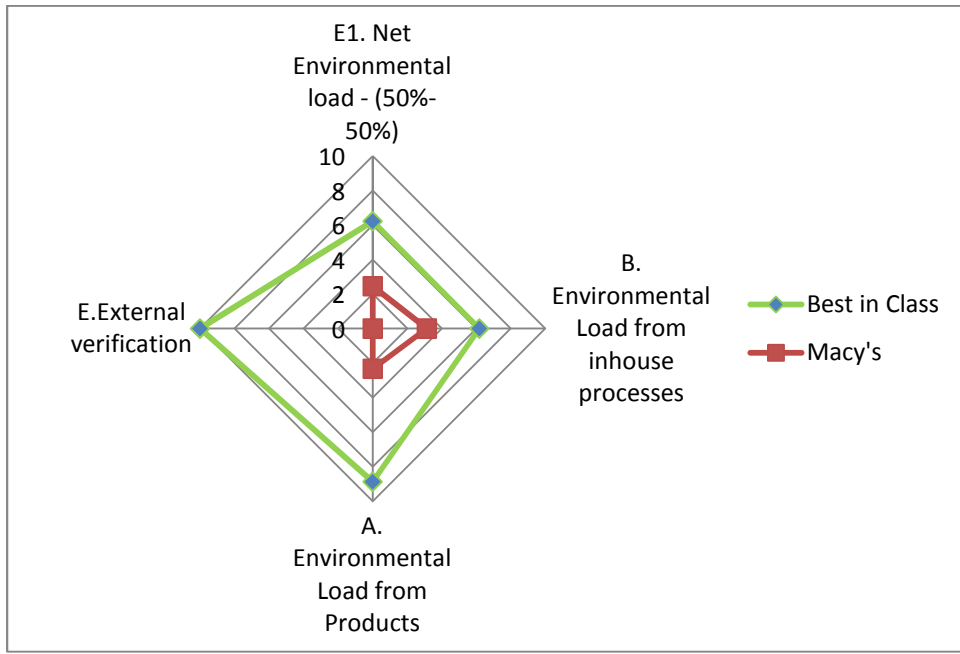 E1. Net
Environmental
load - (50%-
50%)
10
8
6
4
2
0
B.
Environmental
Load from
inhouse
processes
E.External
verification
A.
Environmental
Load from
Products
Best in Class
Macy's